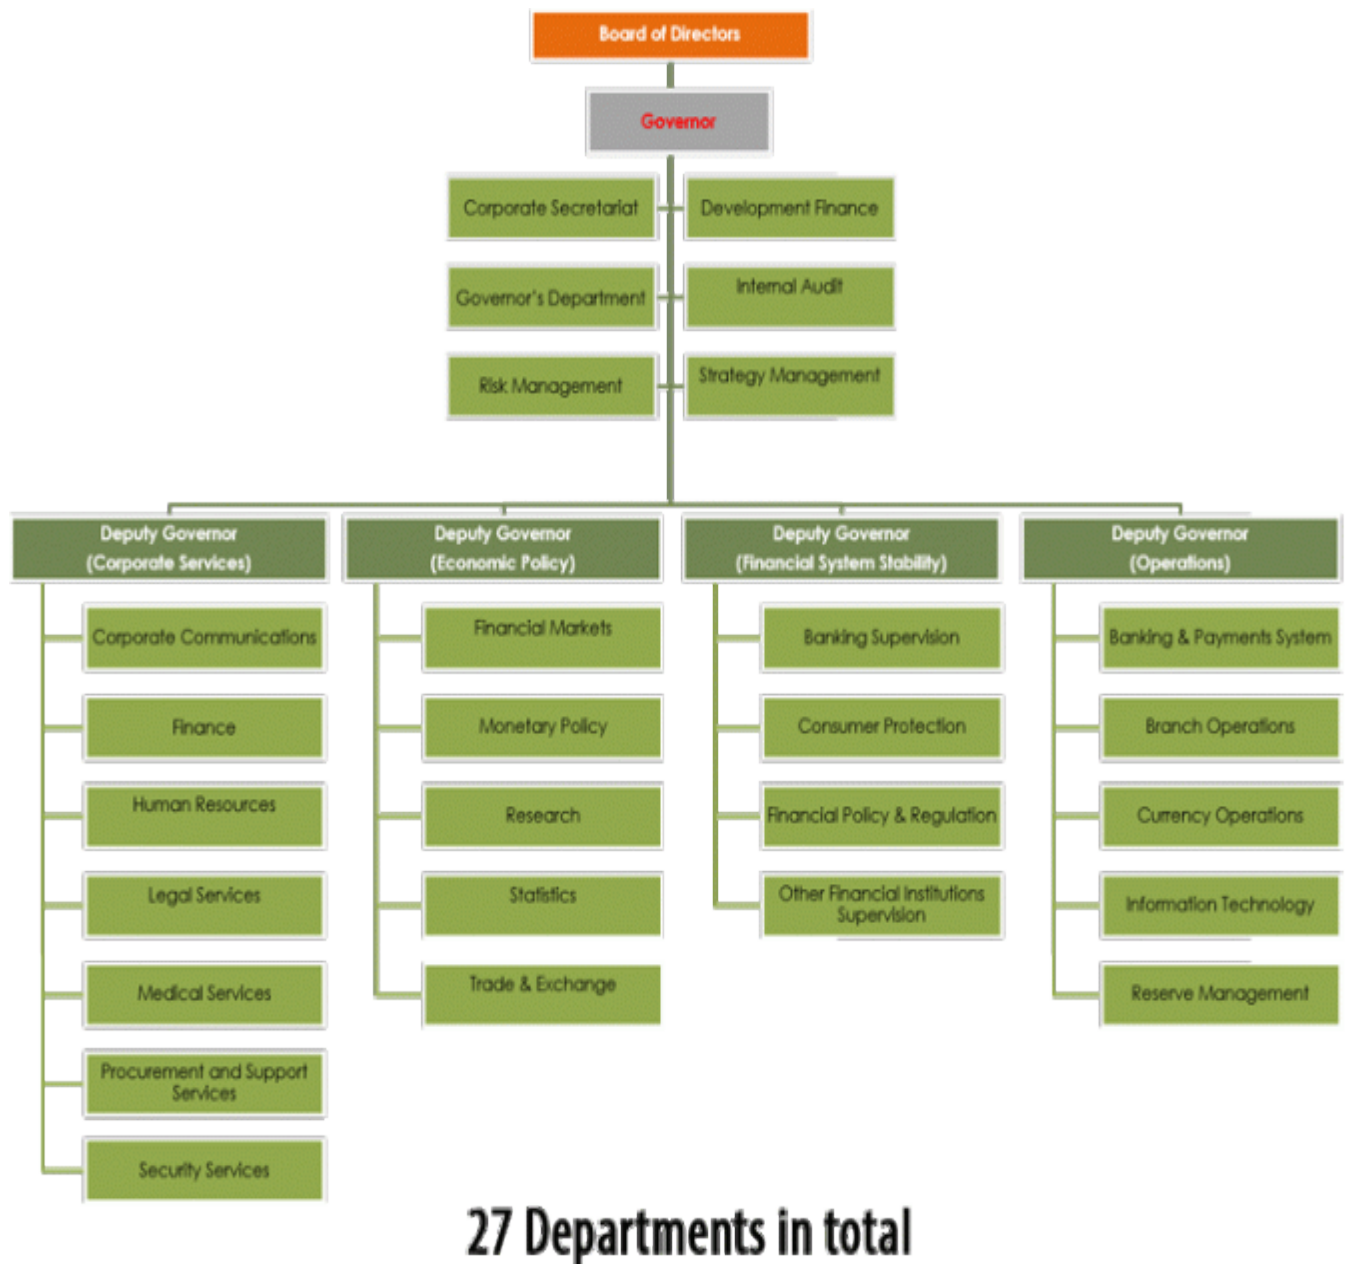 Board of Directors
Governor
Corporate Secretariat
Development Finance
Governor's Department
Internal Audit
Risk Management
Strategy Management
Deputy Governor
(Corporate Services)
Corporate Communications
Finance
Human Resources
Legal Services
Medical Services
Procurement and Support
Services
Security Services
Deputy Governor
(Economic Policy)
Financial Markets
Monetary Policy
Research
Statistics
Trade & Exchange
Deputy Governor
(Financial System Stability)
Banking Supervision
Consumer Protection
Financial Policy & Regulation
Other Financial Institutions
Supervision
Deputy Governor
(Operations)
Banking & Payments System
Branch Operations
Currency Operations
Information Technology
Reserve Management
27 Departments in total